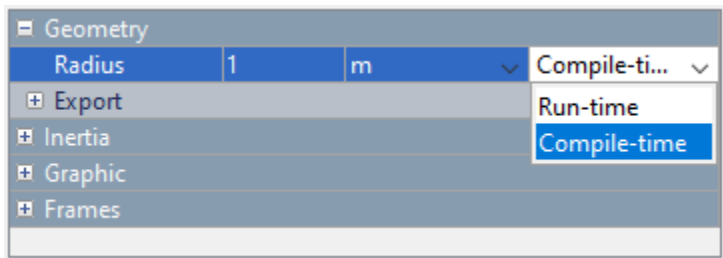 Geometry
Radius 1 m Compile-ti...
Export Run-time
Inertia Compile-time
Graphic
Frames